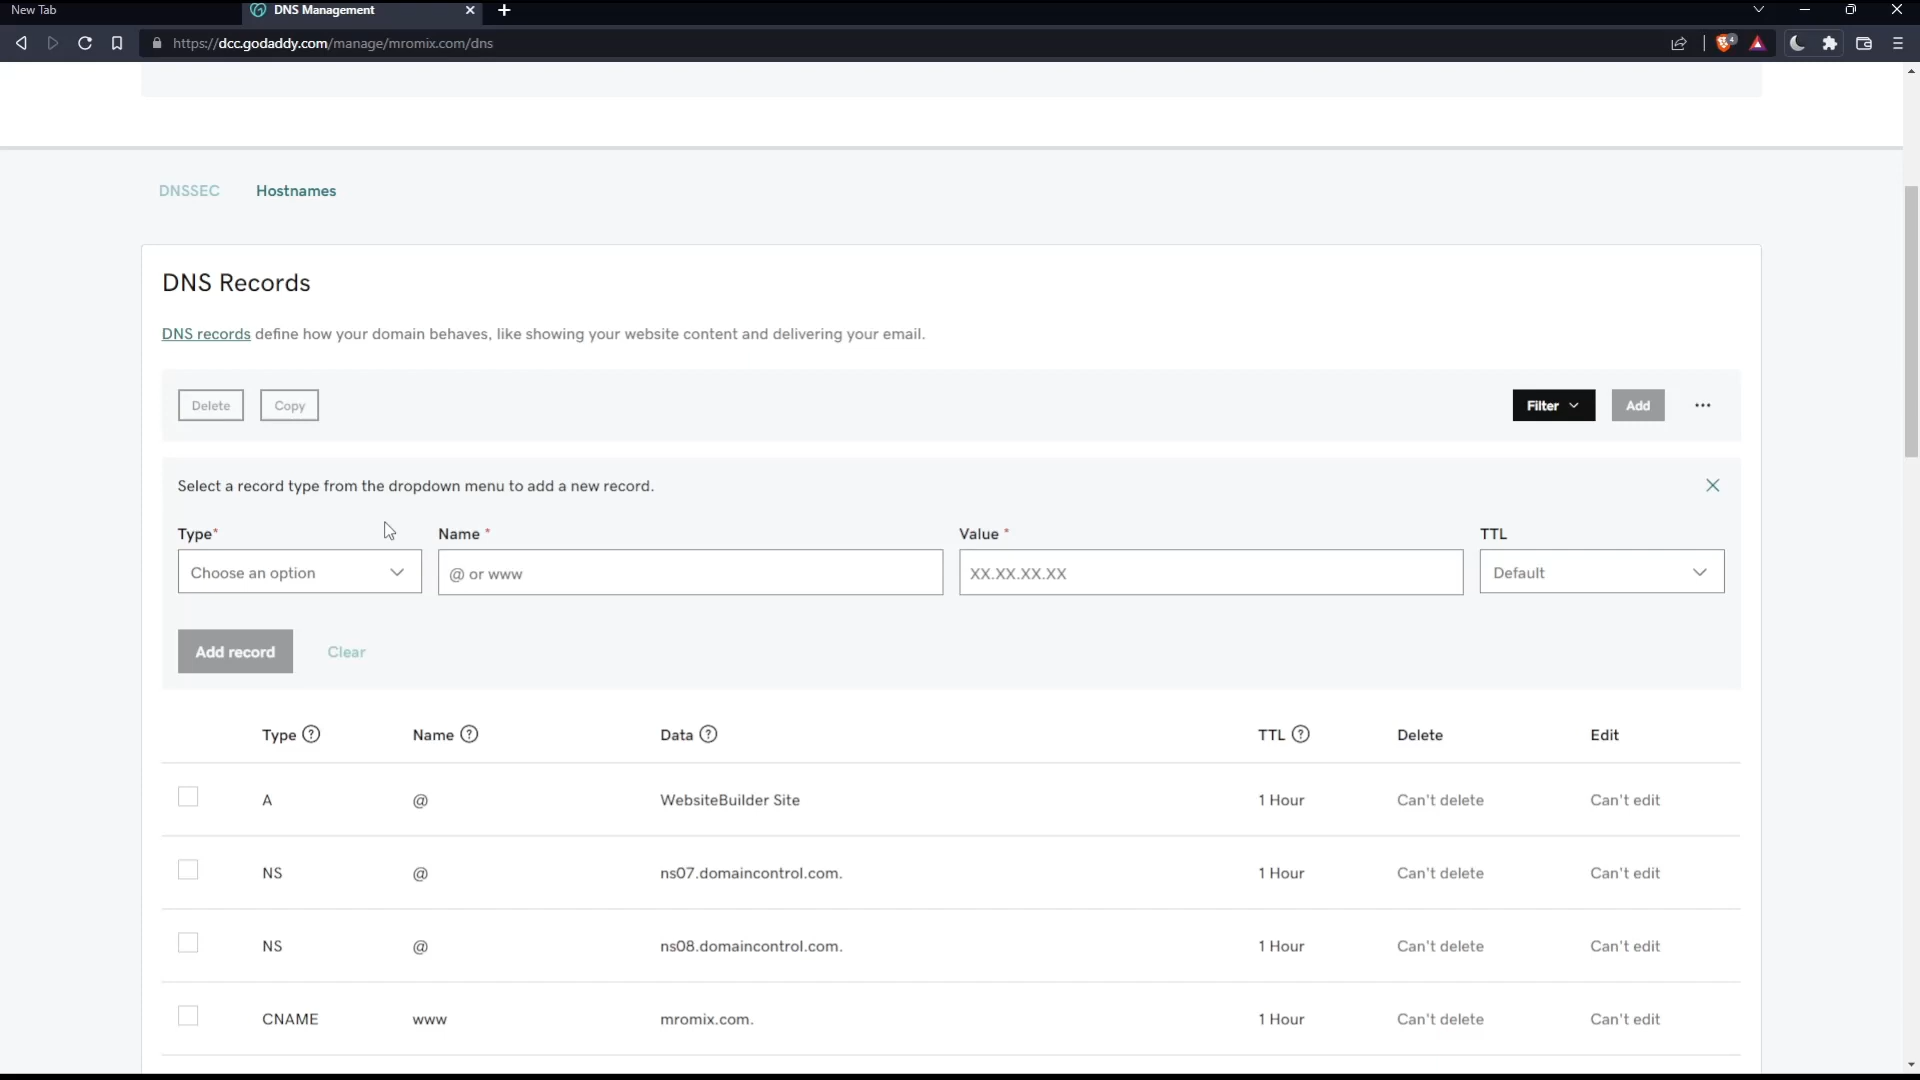 New Tab
DNS Management
https://dcc.godaddy.com/manage/mromix.com/dns
4
DNSSEC Hostnames
DNS Records
DNS records define how your domain behaves, like showing your website content and delivering your email.
Delete Copy Filter Add ...
Select a record type from the dropdown menu to add a new record.
Type* Name * Value * TTL
Choose an option @ or www XX.XX.XX.XX Default
Add record Clear
Type ? Name ? Data ? TTL ? Delete Edit
A @ WebsiteBuilder Site 1 Hour Can't delete Can't edit
NS @ ns07.domaincontrol.com. 1 Hour Can't delete Can't edit
NS @ ns08.domaincontrol.com. 1 Hour Can't delete Can't edit
CNAME www mromix.com. 1 Hour Can't delete Can't edit